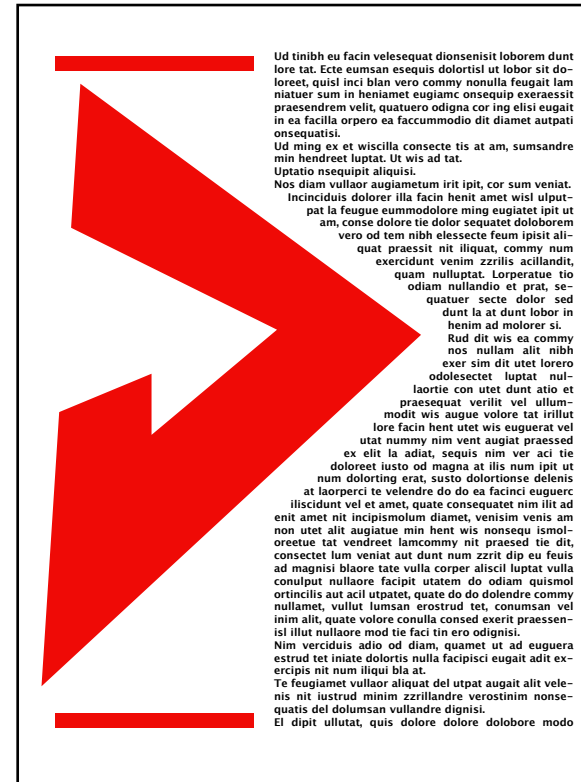 Ud tinibh eu facin velesequat dionsenisit loborem dunt
lore tat. Ecte eumsan esequis dolortisl ut lobor sit do-
loreet, quisl inci blan vero commy nonulla feugait lam
niatuer sum in heniamet eugiamc onsequip exeraessit
praesendrem velit, quatuero odigna cor ing elisi eugait
in ea facilla orpero ea faccummodio dit diamet autpati
onsequatisi.
Ud ming ex et wiscilla consecte tis at am, sumsandre
min hendreet luptat. Ut wis ad tat.
Uptatio nsequipit aliquisi.
Nos diam vullaor augiametum irit ipit, cor sum veniat.
Incinciduis dolorer illa facin henit amet wisl ulput-
pat la feugue eummodolore ming eugiatet ipit ut
am, conse dolore tie dolor sequatet doloborem
vero od tem nibh elessecte feum ipisit ali-
quat praessit nit iliquat, commy num
exercidunt venim zzrilis acillandit,
quam nulluptat. Lorperatue tio
odiam nullandio et prat, se-
quatuer secte dolor sed
dunt la at dunt lobor in
henim ad molorer si.
Rud dit wis ea commy
nos nullam alit nibh
exer sim dit utet lorero
odolesectet luptat nul-
laortie con utet dunt atio et
praesequat verilit vel ullum-
modit wis augue volore tat irillut
lore facin hent utet wis euguerat vel
utat nummy nim vent augiat praessed
ex elit la adiat, sequis nim ver aci tie
doloreet iusto od magna at ilis num ipit ut
num dolorting erat, susto dolortionse delenis
at laorperci te velendre do do ea facinci euguerc
iliscidunt vel et amet, quate consequatet nim ilit ad
enit amet nit incipismolum diamet, venisim venis am
non utet alit augiatue min hent wis nonsequ ismol-
oreetue tat vendreet lamcommy nit praesed tie dit,
consectet lum veniat aut dunt num zzrit dip eu feuis
ad magnisi blaore tate vulla corper aliscil luptat vulla
conulput nullaore facipit utatem do odiam quismol
ortincilis aut acil utpatet, quate do do dolendre commy
nullamet, vullut lumsan erostrud tet, conumsan vel
inim alit, quate volore conulla consed exerit praessen-
isl illut nullaore mod tie faci tin ero odignisi.
Nim verciduis adio od diam, quamet ut ad euguera
estrud tet iniate dolortis nulla facipisci eugait adit ex-
ercipis nit num iliqui bla at.
Te feugiamet vullaor aliquat del utpat augait alit vele-
nis nit iustrud minim zzrillandre verostinim nonse-
quatis del dolumsan vullandre dignisi.
El dipit ullutat, quis dolore dolore dolobore modo